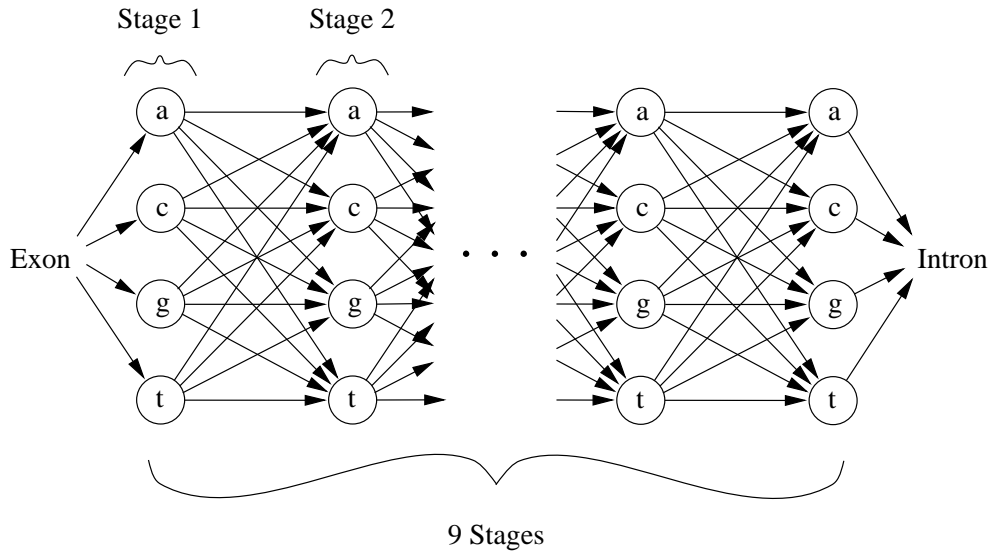 Stage 1 Stage 2
a a a a
c c c c
Exon . . . Intron
g g g g
t t t t
9 Stages